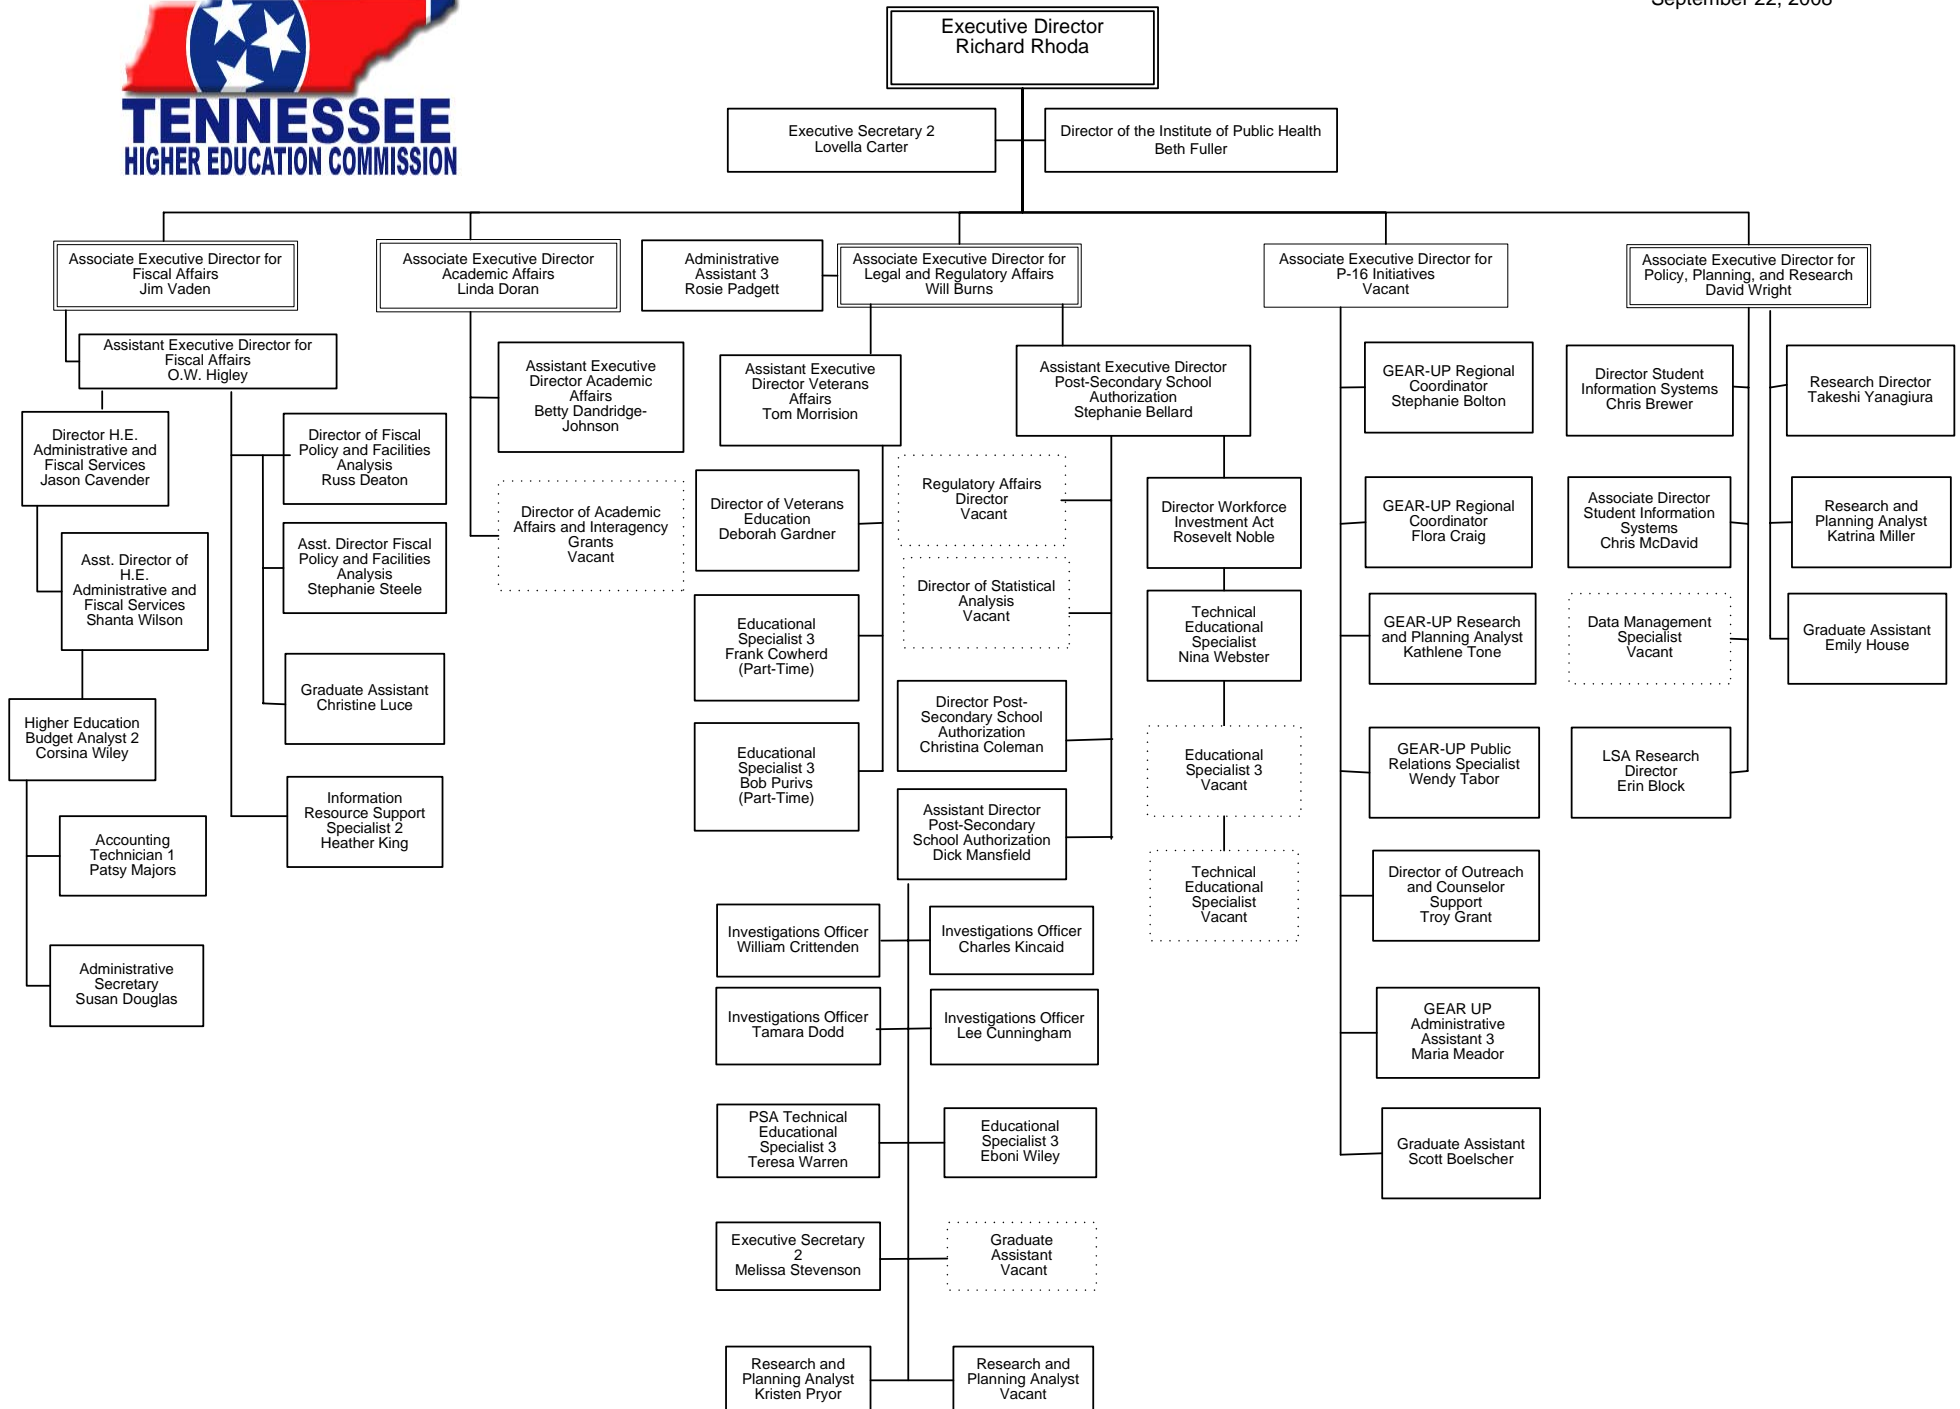 September 22, 2008
TENNESSEE
HIGHER EDUCATION COMMISSION
Executive Director
Richard Rhoda
Executive Secretary 2
Lovella Carter
Director of the Institute of Public Health
Beth Fuller
Associate Executive Director for
Fiscal Affairs
Jim Vaden
Associate Executive Director
Academic Affairs
Linda Doran
Administrative
Assistant 3
Rosie Padgett
Associate Executive Director for
Legal and Regulatory Affairs
Will Burns
Associate Executive Director for
P-16 Initiatives
Vacant
Associate Executive Director for
Policy, Planning, and Research
David Wright
Assistant Executive Director for
Fiscal Affairs
O.W. Higley
Director H.E.
Administrative and
Fiscal Services
Jason Cavender
Asst. Director of
H.E.
Administrative and
Fiscal Services
Shanta Wilson
Higher Education
Budget Analyst 2
Corsina Wiley
Accounting
Technician 1
Patsy Majors
Administrative
Secretary
Susan Douglas
Director of Fiscal
Policy and Facilities
Analysis
Russ Deaton
Asst. Director Fiscal
Policy and Facilities
Analysis
Stephanie Steele
Graduate Assistant
Christine Luce
Information
Resource Support
Specialist 2
Heather King
Assistant Executive
Director Academic
Affairs
Betty Dandridge-
Johnson
Director of Academic
Affairs and Interagency
Grants
Vacant
Assistant Executive
Director Veterans
Affairs
Tom Morrision
Director of Veterans
Education
Deborah Gardner
Educational
Specialist 3
Frank Cowherd
(Part-Time)
Educational
Specialist 3
Bob Purivs
(Part-Time)
Assistant Executive Director
Post-Secondary School
Authorization
Stephanie Bellard
Regulatory Affairs
Director
Vacant
Director of Statistical
Analysis
Vacant
Director Post-
Secondary School
Authorization
Christina Coleman
Assistant Director
Post-Secondary
School Authorization
Dick Mansfield
Director Workforce
Investment Act
Rosevelt Noble
Technical
Educational
Specialist
Nina Webster
Educational
Specialist 3
Vacant
Technical
Educational
Specialist
Vacant
Investigations Officer
William Crittenden
Investigations Officer
Charles Kincaid
Investigations Officer
Tamara Dodd
Investigations Officer
Lee Cunningham
PSA Technical
Educational
Specialist 3
Teresa Warren
Educational
Specialist 3
Eboni Wiley
Executive Secretary
2
Melissa Stevenson
Graduate
Assistant
Vacant
Research and
Planning Analyst
Kristen Pryor
Research and
Planning Analyst
Vacant
GEAR-UP Regional
Coordinator
Stephanie Bolton
GEAR-UP Regional
Coordinator
Flora Craig
GEAR-UP Research
and Planning Analyst
Kathlene Tone
GEAR-UP Public
Relations Specialist
Wendy Tabor
Director of Outreach
and Counselor
Support
Troy Grant
GEAR UP
Administrative
Assistant 3
Maria Meador
Graduate Assistant
Scott Boelscher
Director Student
Information Systems
Chris Brewer
Associate Director
Student Information
Systems
Chris McDavid
Data Management
Specialist
Vacant
LSA Research
Director
Erin Block
Research Director
Takeshi Yanagiura
Research and
Planning Analyst
Katrina Miller
Graduate Assistant
Emily House